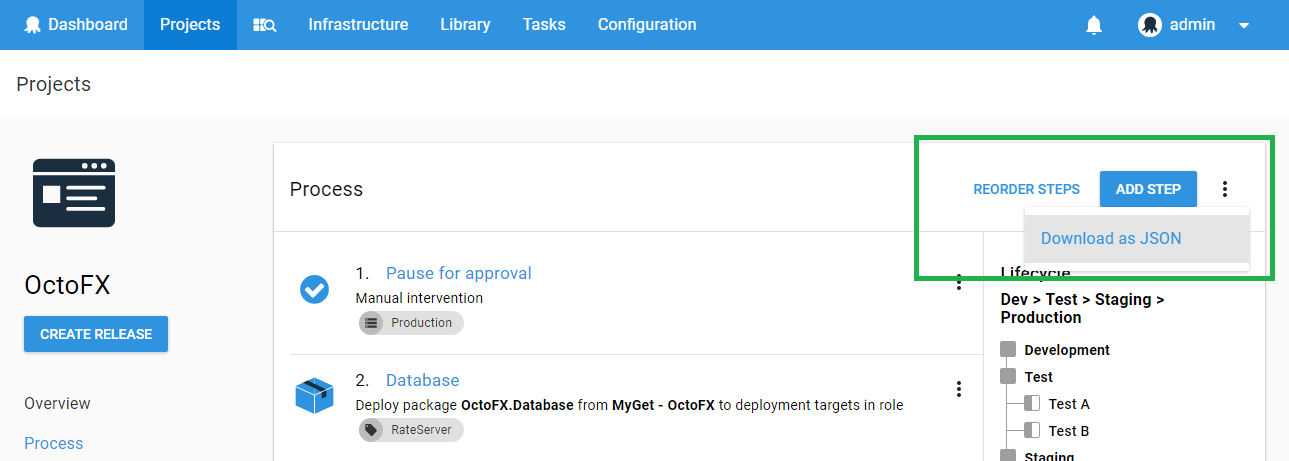 Dashboard Projects Infrastructure Library Tasks Configuration admin
Projects
Process
REORDER STEPS ADD STEP
Download as JSON
OctoFX
CREATE RELEASE
Overview
Process
1. Pause for approval
Manual intervention
Production
2. Database
Deploy package OctoFX.Database from MyGet - OctoFX to deployment targets in role
RateServer
Lifecycle
Dev > Test > Staging >
Production
Development
Test
Test A
Test B
Staging